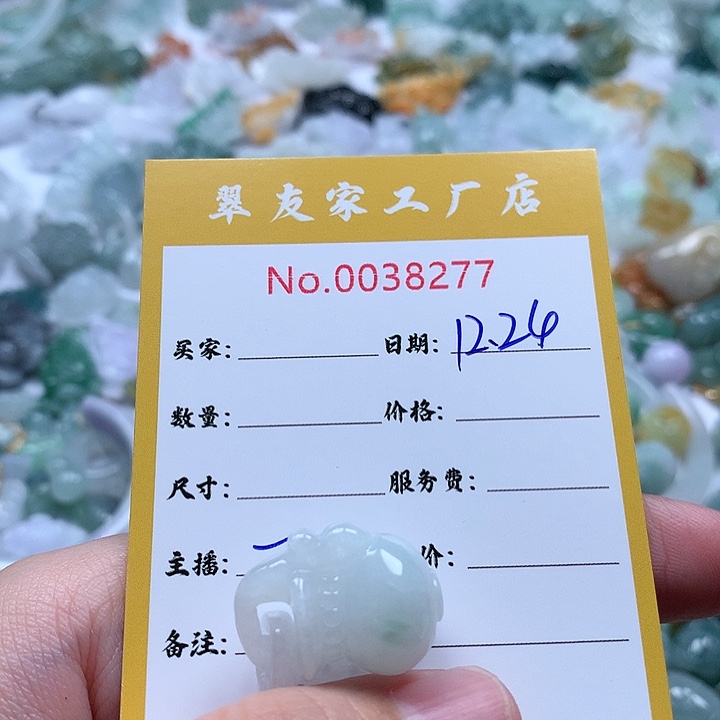 翠友家工厂店
No.0038277
买家: 日期: 12.24
数量: 价格:
尺寸: 服务费:
主播: 价:
备注: